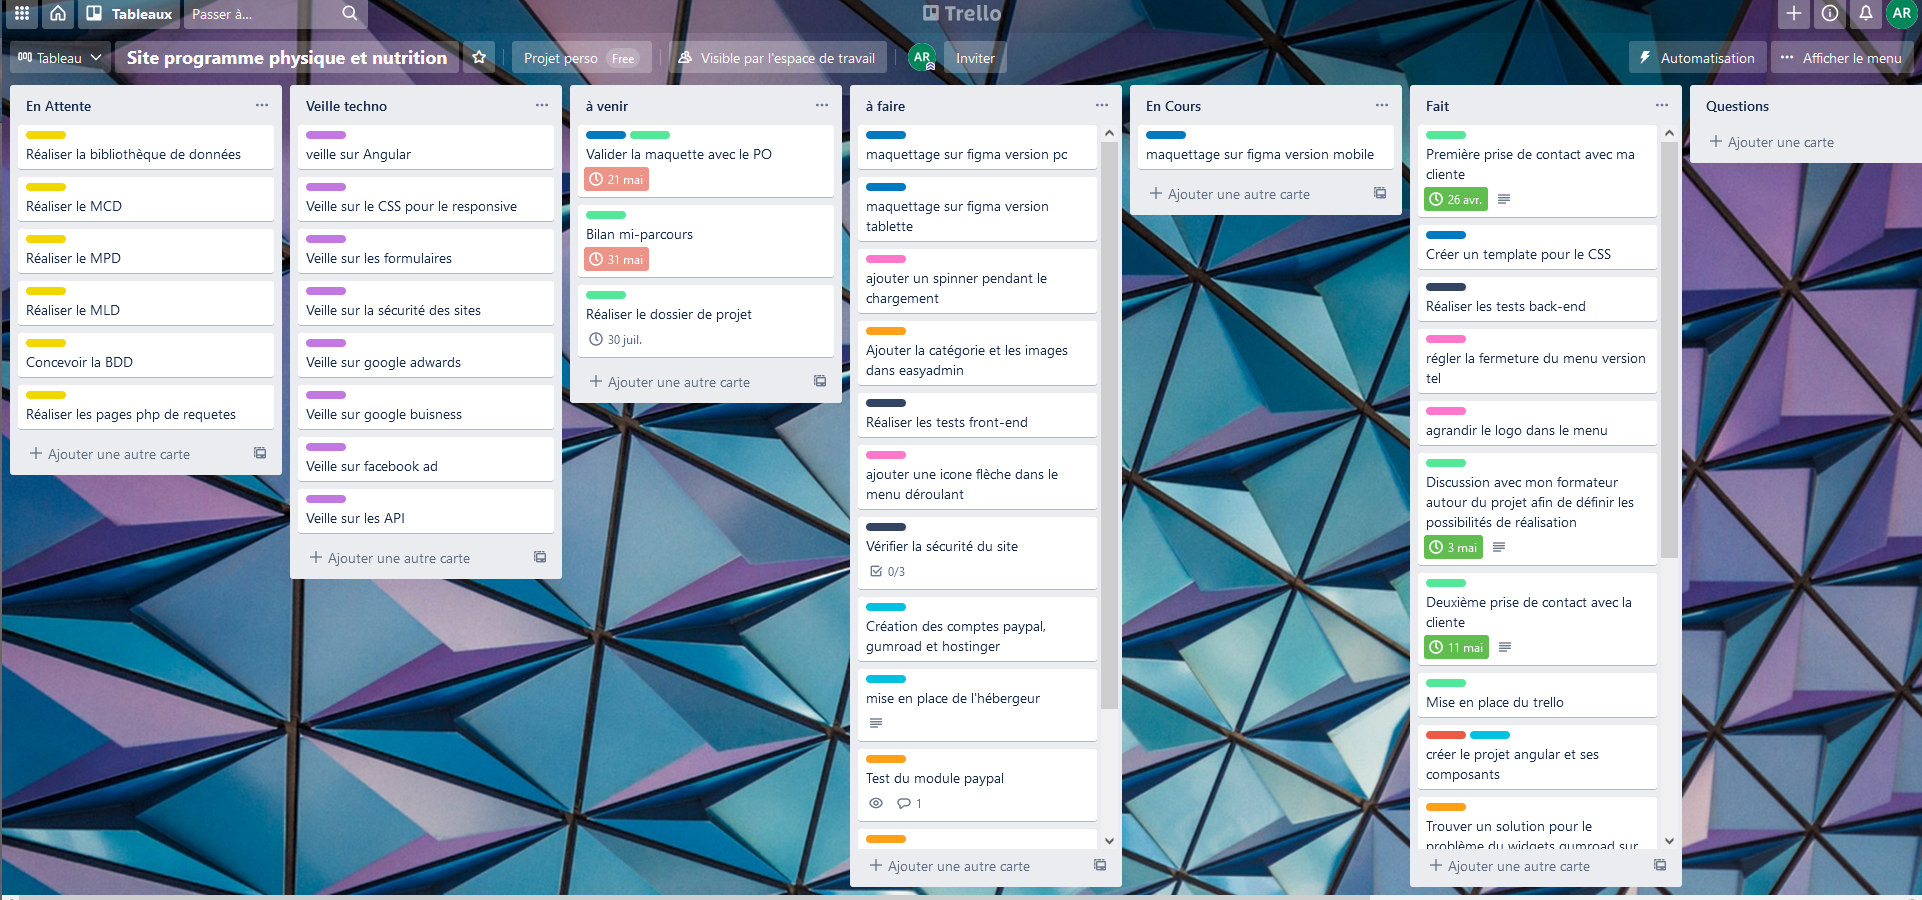 Tableaux
Passer à...
Trello
AR
Tableau
Site programme physique et nutrition
Projet perso Free
Visible par l'espace de travail
AR
Inviter
Automatisation
Afficher le menu
En Attente
Réaliser la bibliothèque de données
Réaliser le MCD
Réaliser le MPD
Réaliser le MLD
Concevoir la BDD
Réaliser les pages php de requetes
Ajouter une autre carte
Veille techno
veille sur Angular
Veille sur le CSS pour le responsive
Veille sur les formulaires
Veille sur la sécurité des sites
Veille sur google adwards
Veille sur google buisness
Veille sur facebook ad
Veille sur les API
Ajouter une autre carte
à venir
Valider la maquette avec le PO
21 mai
Bilan mi-parcours
31 mai
Réaliser le dossier de projet
30 juil.
Ajouter une autre carte
à faire
maquettage sur figma version pc
maquettage sur figma version
tablette
ajouter un spinner pendant le
chargement
Ajouter la catégorie et les images
dans easyadmin
Réaliser les tests front-end
ajouter une icone flèche dans le
menu déroulant
Vérifier la sécurité du site
0/3
Création des comptes paypal,
gumroad et hostinger
mise en place de l'hébergeur
Test du module paypal
1
Ajouter une autre carte
En Cours
maquettage sur figma version mobile
Ajouter une autre carte
Fait
Première prise de contact avec ma
cliente
26 avr.
Créer un template pour le CSS
Réaliser les tests back-end
régler la fermeture du menu version
tel
agrandir le logo dans le menu
Discussion avec mon formateur
autour du projet afin de définir les
possibilités de réalisation
3 mai
Deuxième prise de contact avec la
cliente
11 mai
Mise en place du trello
créer le projet angular et ses
composants
Trouver un solution pour le
problème du widgets gumroad sur
Ajouter une autre carte
Questions
Ajouter une carte